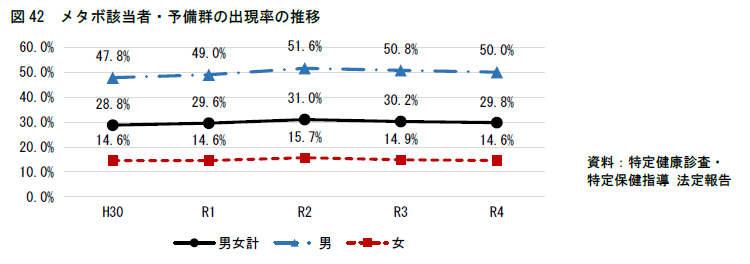 図 42　メタボ該当者・予備群の出現率の推移
60.0%
50.0%
40.0%
30.0%
20.0%
10.0%
0.0%
47.8%
49.0%
51.6%
50.8%
50.0%
28.8%
29.6%
31.0%
30.2%
29.8%
14.6%
14.6%
15.7%
14.9%
14.6%
H30
R1
R2
R3
R4
男女計
男
女
資料：特定健康診査・
特定保健指導 法定報告